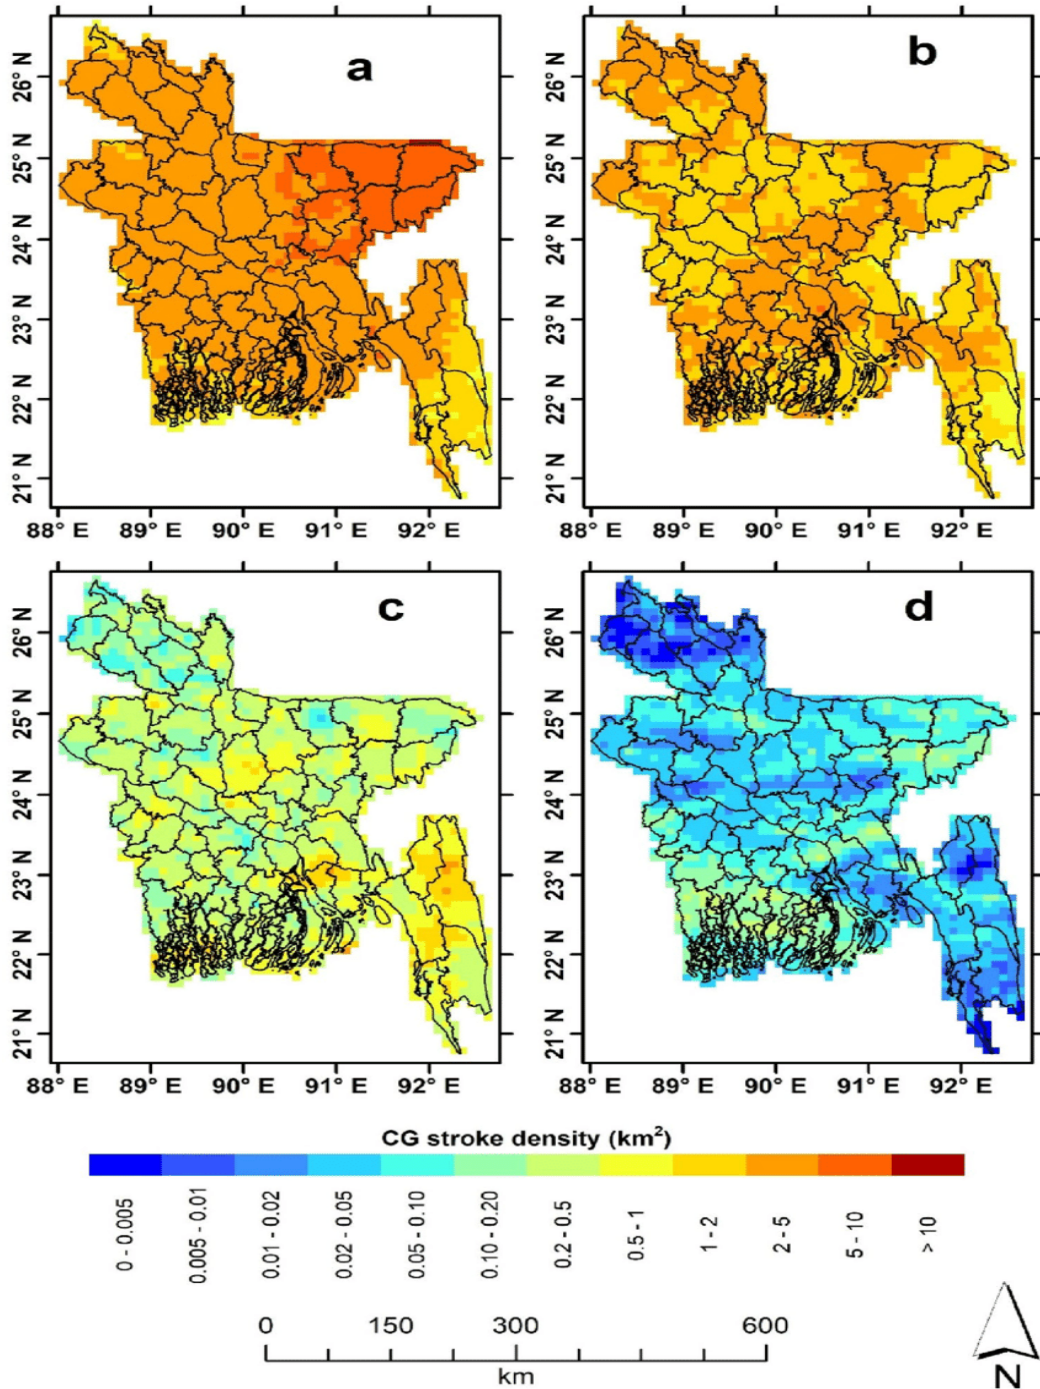 a
b
26° N
25° N
24° N
23° N
22° N
21° N
88° E
89° E
90° E
91° E
92° E
26° N
25° N
24° N
23° N
22° N
21° N
88° E
89° E
90° E
91° E
92° E
c
d
26° N
25° N
24° N
23° N
22° N
21° N
88° E
89° E
90° E
91° E
92° E
26° N
25° N
24° N
23° N
22° N
21° N
88° E
89° E
90° E
91° E
92° E
CG stroke density (km²)
0 - 0.005
0.005 - 0.01
0.01 - 0.02
0.02 - 0.05
0.05 - 0.10
0.10 - 0.20
0.2 - 0.5
0.5 - 1
1 - 2
2 - 5
5 - 10
> 10
0 150 300 600
km
N